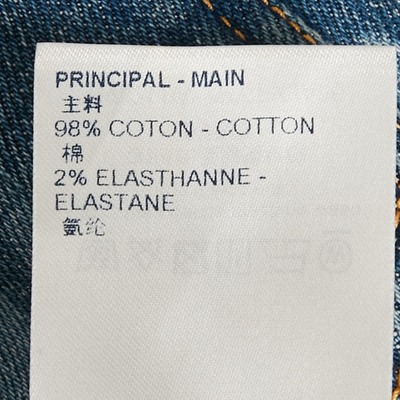 PRINCIPAL - MAIN
主料
98% COTON - COTTON
棉
2% ELASTHANNE -
ELASTANE
氨纶